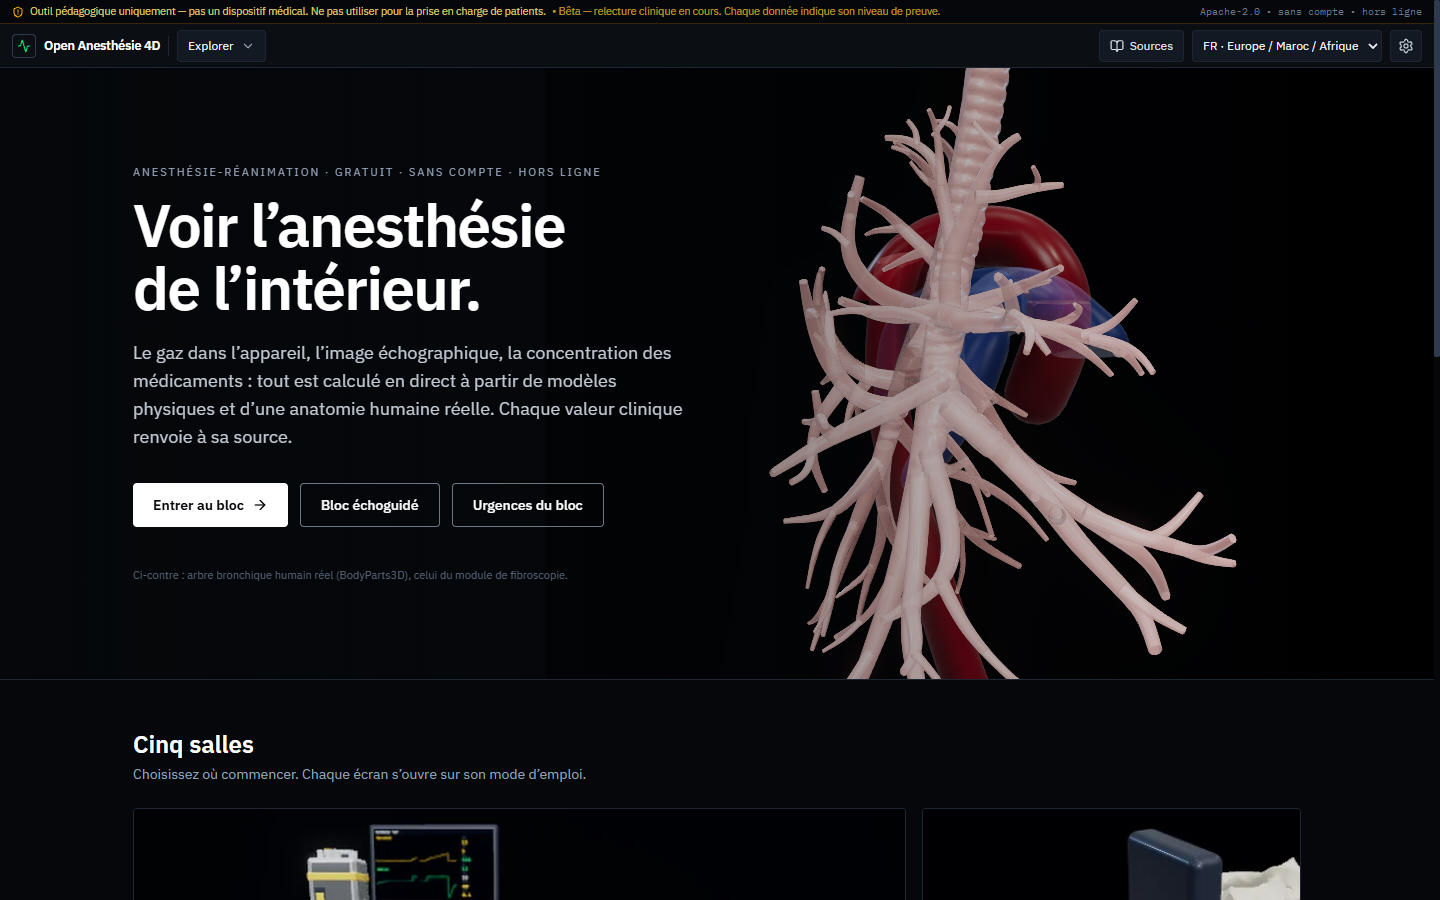 Outil pédagogique uniquement — pas un dispositif médical. Ne pas utiliser pour la prise en charge de patients. • Bêta — relecture clinique en cours. Chaque donnée indique son niveau de preuve.
Apache-2.0 • sans compte • hors ligne
Open Anesthésie 4D
Explorer
Sources
FR · Europe / Maroc / Afrique
ANESTHÉSIE-RÉANIMATION · GRATUIT · SANS COMPTE · HORS LIGNE
Voir l’anesthésie
de l’intérieur.
Le gaz dans l’appareil, l’image échographique, la concentration des
médicaments : tout est calculé en direct à partir de modèles
physiques et d’une anatomie humaine réelle. Chaque valeur clinique
renvoie à sa source.
Entrer au bloc →
Bloc échoguidé
Urgences du bloc
Ci-contre : arbre bronchique humain réel (BodyParts3D), celui du module de fibroscopie.
Cinq salles
Choisissez où commencer. Chaque écran s’ouvre sur son mode d’emploi.